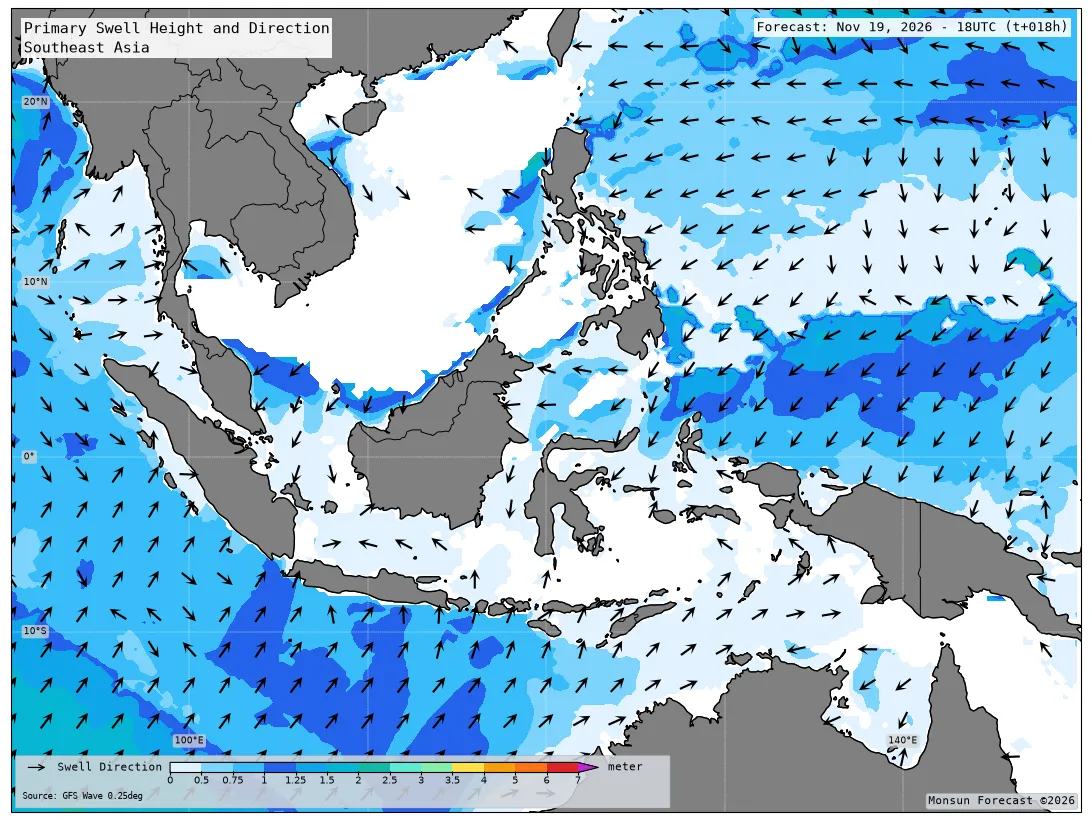 Primary Swell Height and Direction
Southeast Asia
Forecast: Nov 19, 2026 - 18UTC (t+018h)
20°N
10°N
0°
10°S
100°E
140°E
Swell Direction
0 0.5 0.75 1 1.25 1.5 2 2.5 3 3.5 4 5 6 7
meter
Source: GFS Wave 0.25deg
Monsun Forecast ©2026